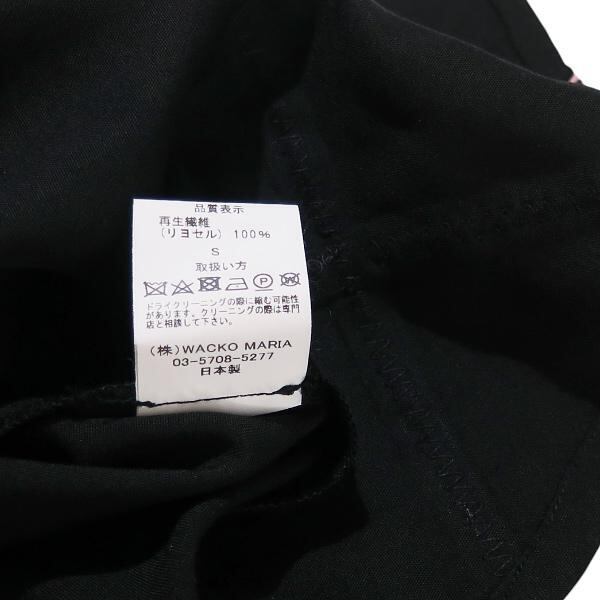 品質表示
再生繊維
(リヨセル) 100%
S
取扱い方
ドライクリーニングの際に縮む可能性
があります。クリーニングの際は専門
店と相談して下さい。
(株)WACKO MARIA
03-5708-5277
日本製